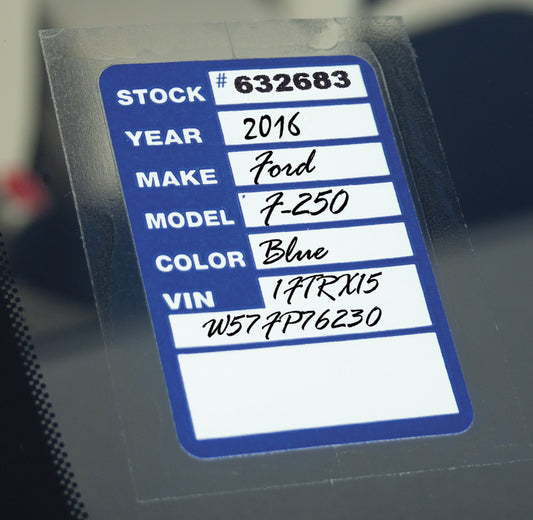 STOCK #632683
YEAR 2016
MAKE Ford
MODEL F-250
COLOR Blue
VIN 1FTRX15
W57FP76230